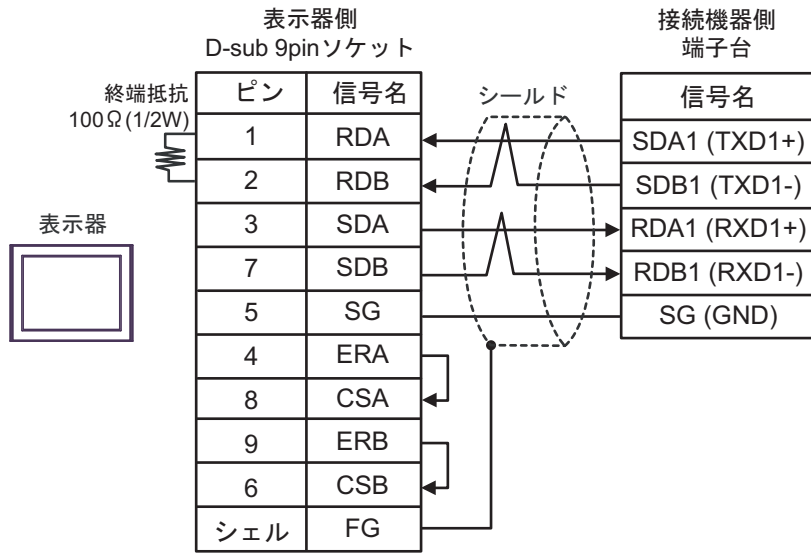 表示器側
D-sub 9pinソケット
接続機器側
端子台
終端抵抗
100Ω(1/2W)
表示器
シールド
ピン 信号名
1 RDA
2 RDB
3 SDA
7 SDB
5 SG
4 ERA
8 CSA
9 ERB
6 CSB
シェル FG
信号名
SDA1 (TXD1+)
SDB1 (TXD1-)
RDA1 (RXD1+)
RDB1 (RXD1-)
SG (GND)